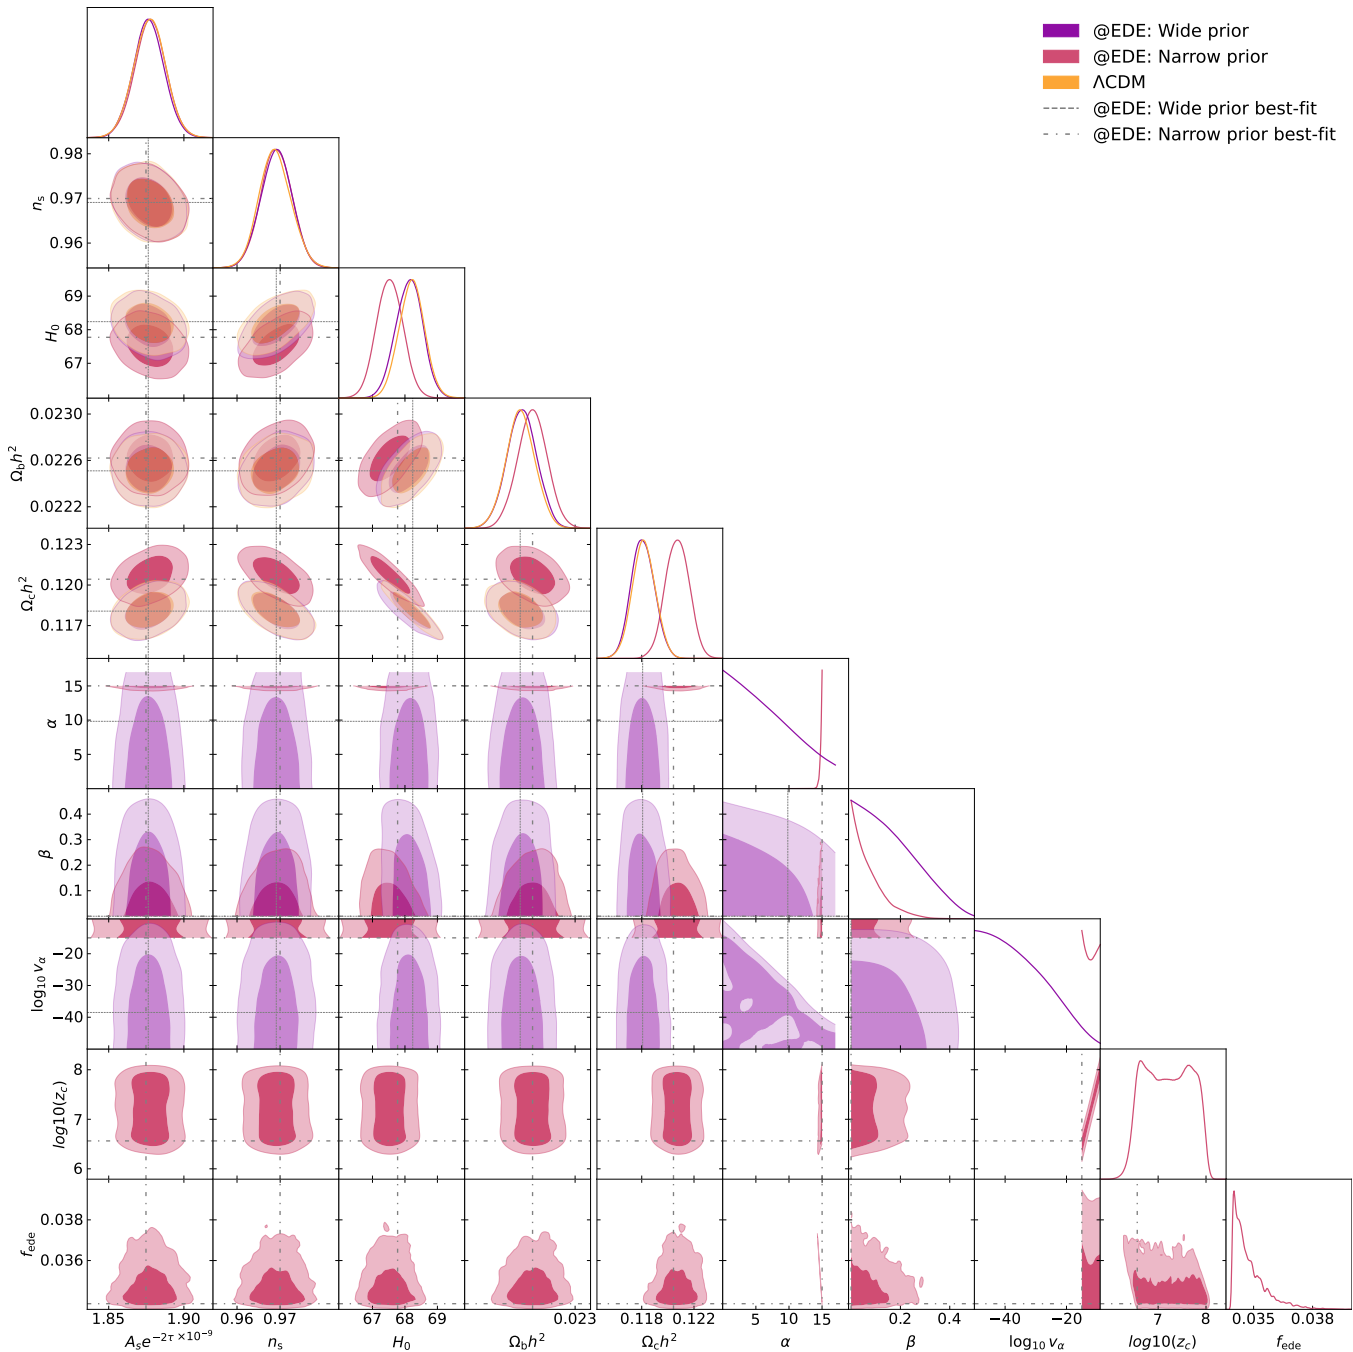 @EDE: Wide prior
@EDE: Narrow prior
ΛCDM
@EDE: Wide prior best-fit
@EDE: Narrow prior best-fit
0.98
0.97
0.96
n_s
69
68
67
H_0
0.0230
0.0226
0.0222
Ω_b h^2
0.123
0.120
0.117
Ω_c h^2
15
10
5
α
0.4
0.3
0.2
0.1
β
−20
−30
−40
log_10 v_α
8
7
6
log10(z_c)
0.038
0.036
f_ede
1.85 1.90 0.96 0.97 67 68 69 0.023 0.118 0.122 5 10 15 0.2 0.4 −40 −20 7 8 0.035 0.038
A_s e^{−2τ} ×10^{−9} n_s H_0 Ω_b h^2 Ω_c h^2 α β log_10 v_α log10(z_c) f_ede